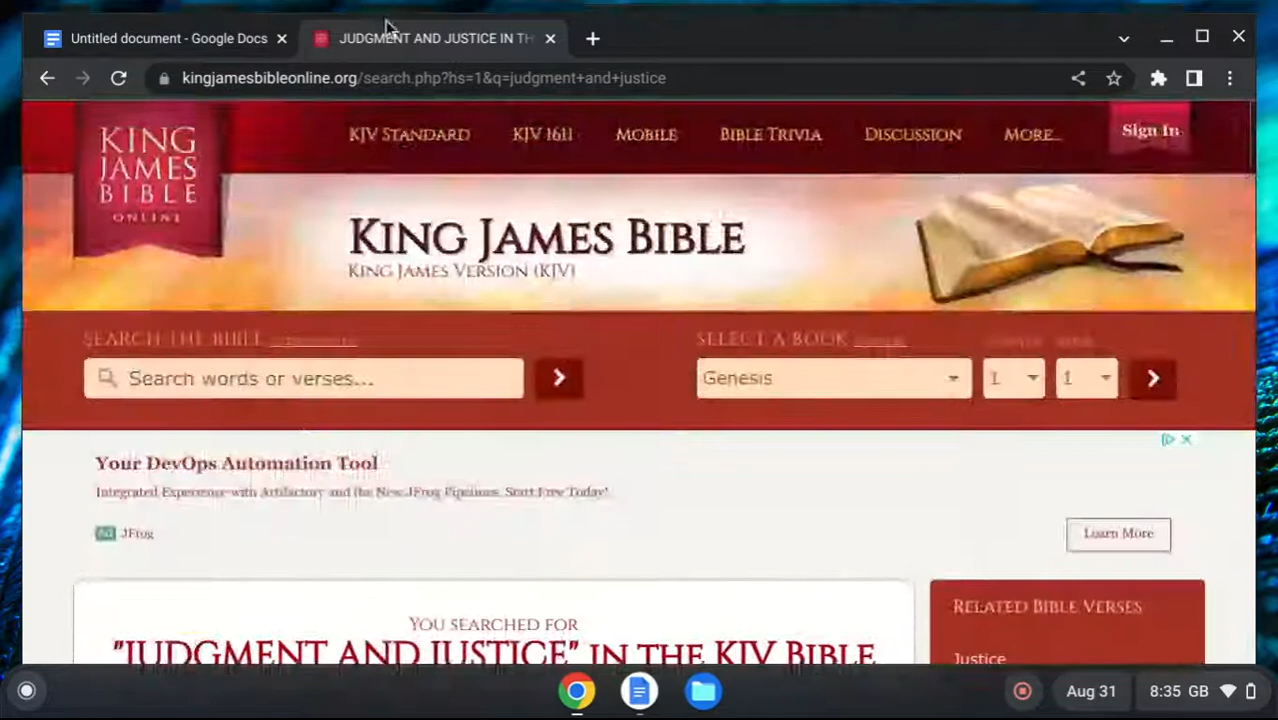 Untitled document - Google Docs
JUDGMENT AND JUSTICE IN TH
kingjamesbibleonline.org/search.php?hs=1&q=judgment+and+justice
KING
JAMES
BIBLE
ONLINE
KJV STANDARD
KJV 1611
MOBILE
BIBLE TRIVIA
DISCUSSION
MORE...
Sign In
KING JAMES BIBLE
KING JAMES VERSION (KJV)
SEARCH THE BIBLE
SELECT A BOOK
Search words or verses...
Genesis
1
1
Your DevOps Automation Tool
Integrated Experience with Artifactory and the New JFrog Pipelines. Start Free Today!
Ad JFrog
Learn More
YOU SEARCHED FOR
"JUDGMENT AND JUSTICE" IN THE KJV BIBLE
RELATED BIBLE VERSES
Justice
Aug 31
8:35 GB